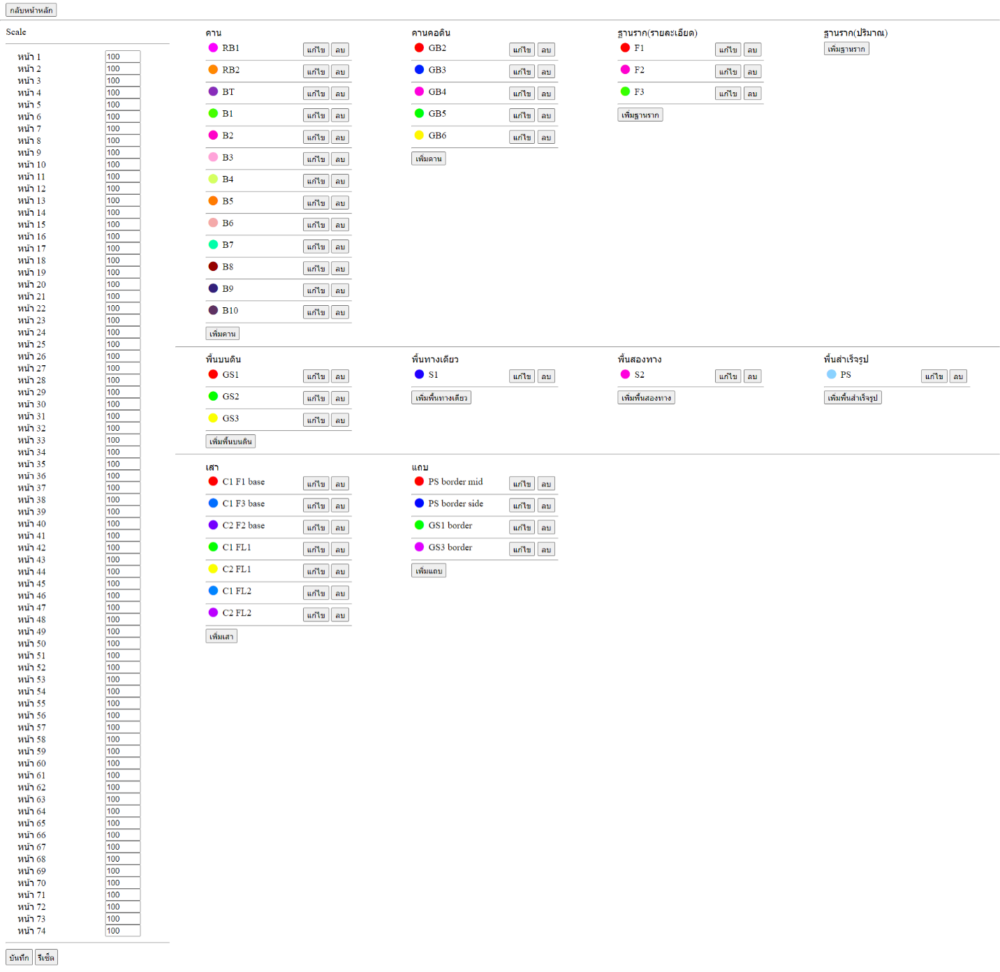 กลับหน้าหลัก
Scale
หน้า 1 100
หน้า 2 100
หน้า 3 100
หน้า 4 100
หน้า 5 100
หน้า 6 100
หน้า 7 100
หน้า 8 100
หน้า 9 100
หน้า 10 100
หน้า 11 100
หน้า 12 100
หน้า 13 100
หน้า 14 100
หน้า 15 100
หน้า 16 100
หน้า 17 100
หน้า 18 100
หน้า 19 100
หน้า 20 100
หน้า 21 100
หน้า 22 100
หน้า 23 100
หน้า 24 100
หน้า 25 100
หน้า 26 100
หน้า 27 100
หน้า 28 100
หน้า 29 100
หน้า 30 100
หน้า 31 100
หน้า 32 100
หน้า 33 100
หน้า 34 100
หน้า 35 100
หน้า 36 100
หน้า 37 100
หน้า 38 100
หน้า 39 100
หน้า 40 100
หน้า 41 100
หน้า 42 100
หน้า 43 100
หน้า 44 100
หน้า 45 100
หน้า 46 100
หน้า 47 100
หน้า 48 100
หน้า 49 100
หน้า 50 100
หน้า 51 100
หน้า 52 100
หน้า 53 100
หน้า 54 100
หน้า 55 100
หน้า 56 100
หน้า 57 100
หน้า 58 100
หน้า 59 100
หน้า 60 100
หน้า 61 100
หน้า 62 100
หน้า 63 100
หน้า 64 100
หน้า 65 100
หน้า 66 100
หน้า 67 100
หน้า 68 100
หน้า 69 100
หน้า 70 100
หน้า 71 100
หน้า 72 100
หน้า 73 100
หน้า 74 100
บันทึก รีเซ็ต
คาน
RB1 แก้ไข ลบ
RB2 แก้ไข ลบ
BT แก้ไข ลบ
B1 แก้ไข ลบ
B2 แก้ไข ลบ
B3 แก้ไข ลบ
B4 แก้ไข ลบ
B5 แก้ไข ลบ
B6 แก้ไข ลบ
B7 แก้ไข ลบ
B8 แก้ไข ลบ
B9 แก้ไข ลบ
B10 แก้ไข ลบ
เพิ่มคาน
คานคอดิน
GB2 แก้ไข ลบ
GB3 แก้ไข ลบ
GB4 แก้ไข ลบ
GB5 แก้ไข ลบ
GB6 แก้ไข ลบ
เพิ่มคาน
ฐานราก(รายละเอียด)
F1 แก้ไข ลบ
F2 แก้ไข ลบ
F3 แก้ไข ลบ
เพิ่มฐานราก
ฐานราก(ปริมาณ)
เพิ่มฐานราก
พื้นบนดิน
GS1 แก้ไข ลบ
GS2 แก้ไข ลบ
GS3 แก้ไข ลบ
เพิ่มพื้นบนดิน
พื้นทางเดียว
S1 แก้ไข ลบ
เพิ่มพื้นทางเดียว
พื้นสองทาง
S2 แก้ไข ลบ
เพิ่มพื้นสองทาง
พื้นสำเร็จรูป
PS แก้ไข ลบ
เพิ่มพื้นสำเร็จรูป
เสา
C1 F1 base แก้ไข ลบ
C1 F3 base แก้ไข ลบ
C2 F2 base แก้ไข ลบ
C1 FL1 แก้ไข ลบ
C2 FL1 แก้ไข ลบ
C1 FL2 แก้ไข ลบ
C2 FL2 แก้ไข ลบ
เพิ่มเสา
แถบ
PS border mid แก้ไข ลบ
PS border side แก้ไข ลบ
GS1 border แก้ไข ลบ
GS3 border แก้ไข ลบ
เพิ่มแถบ